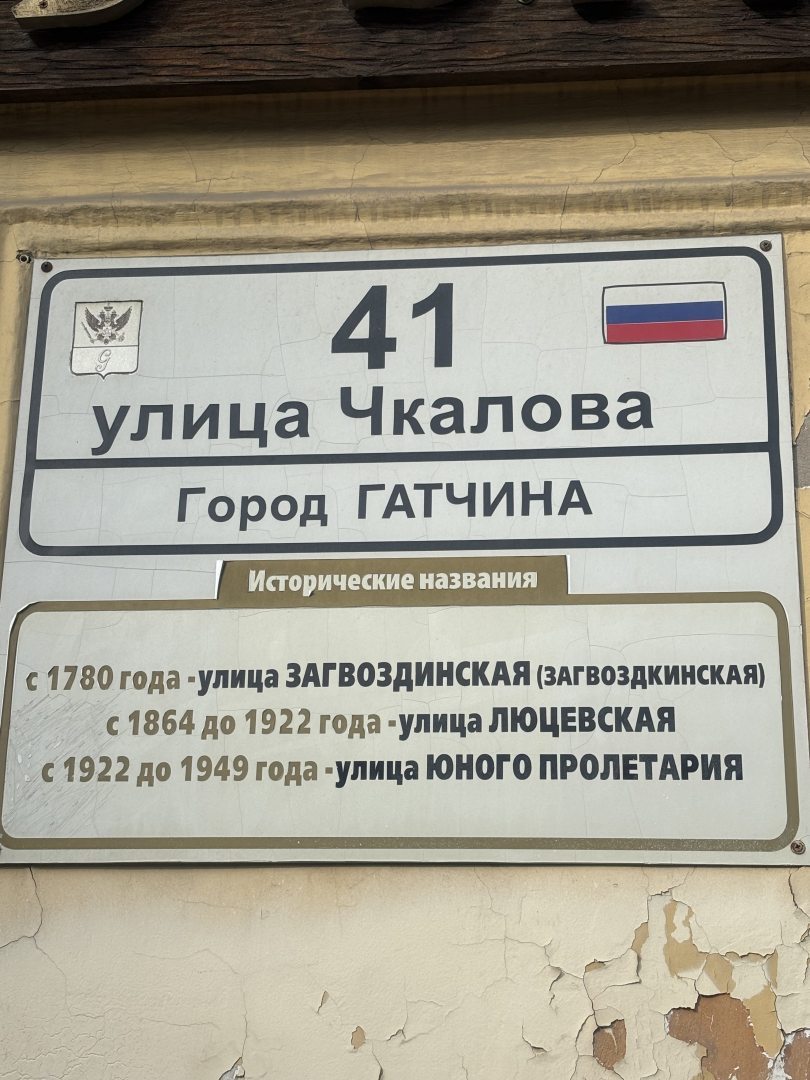 41
улица Чкалова
Город ГАТЧИНА
Исторические названия
с 1780 года -улица ЗАГВОЗДИНСКАЯ (ЗАГВОЗДКИНСКАЯ)
с 1864 до 1922 года -улица ЛЮЦЕВСКАЯ
с 1922 до 1949 года -улица ЮНОГО ПРОЛЕТАРИЯ